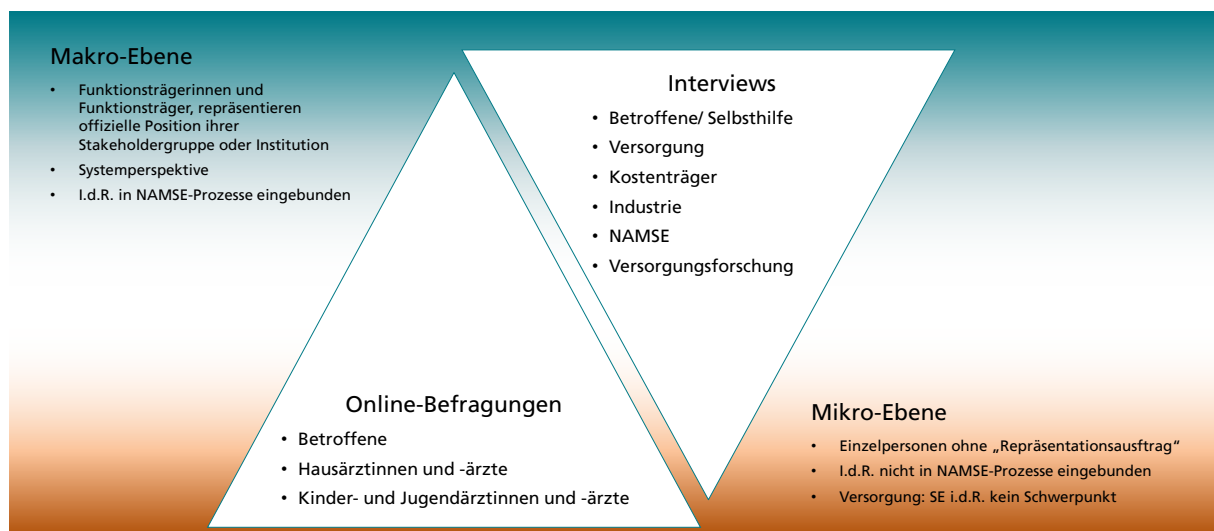 Makro-Ebene
• Funktionsträgerinnen und
Funktionsträger, repräsentieren
offizielle Position ihrer
Stakeholdergruppe oder Institution
• Systemperspektive
• I.d.R. in NAMSE-Prozesse eingebunden
Interviews
• Betroffene/ Selbsthilfe
• Versorgung
• Kostenträger
• Industrie
• NAMSE
• Versorgungsforschung
Online-Befragungen
• Betroffene
• Hausärztinnen und -ärzte
• Kinder- und Jugendärztinnen und -ärzte
Mikro-Ebene
• Einzelpersonen ohne „Repräsentationsausftrag“
• I.d.R. nicht in NAMSE-Prozesse eingebunden
• Versorgung: SE i.d.R. kein Schwerpunkt